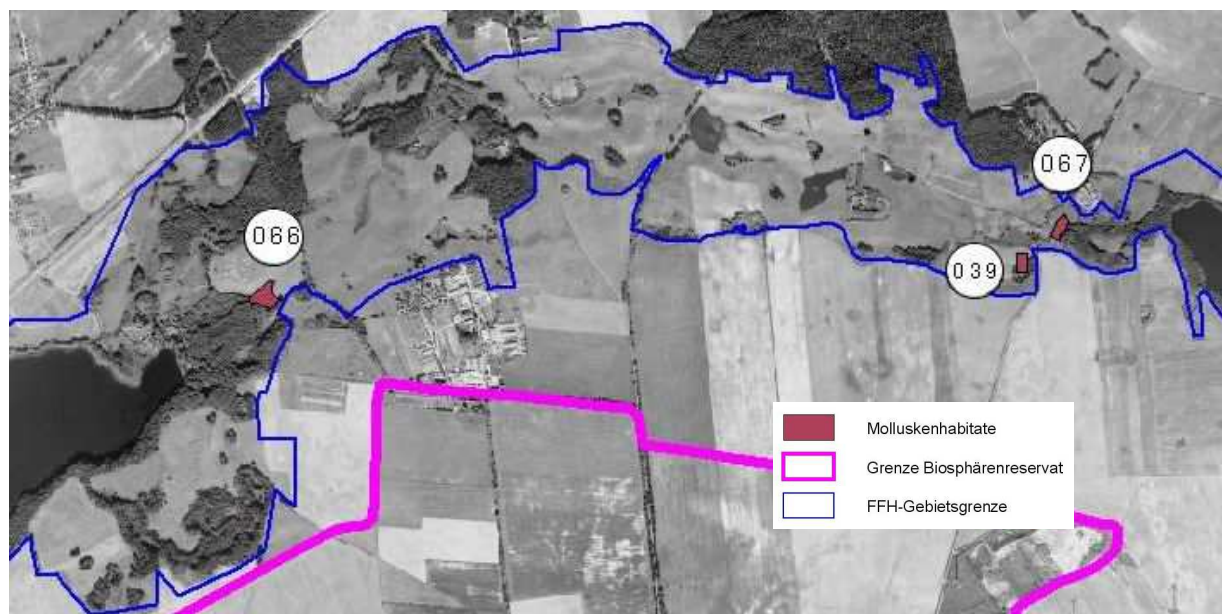 067
066
039
Molluskenhabitate
Grenze Biosphärenreservat
FFH-Gebietsgrenze